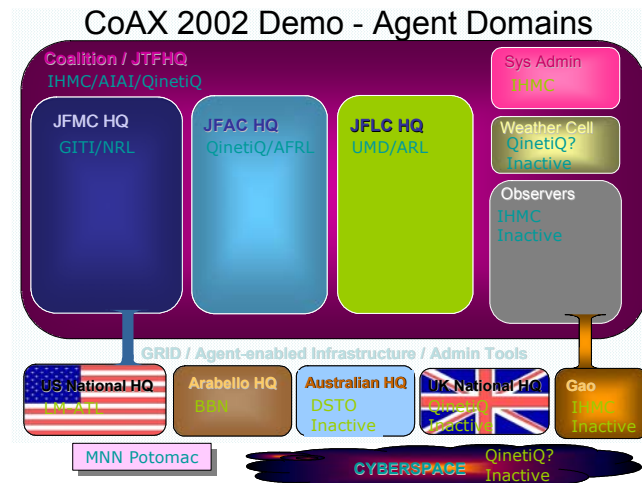 CoAX 2002 Demo - Agent Domains
Coalition / JTFHQ
IHMC/AIAI/QinetiQ
Sys Admin
IHMC
JFMC HQ
GITI/NRL
JFAC HQ
QinetiQ/AFRL
JFLC HQ
UMD/ARL
Weather Cell
QinetiQ?
Inactive
Observers
IHMC
Inactive
GRID / Agent-enabled Infrastructure / Admin Tools
US National HQ
LM-ATL
Arabello HQ
BBN
Australian HQ
DSTO
Inactive
UK National HQ
QinetiQ
Inactive
Gao
IHMC
Inactive
MNN Potomac
CYBERSPACE
QinetiQ?
Inactive